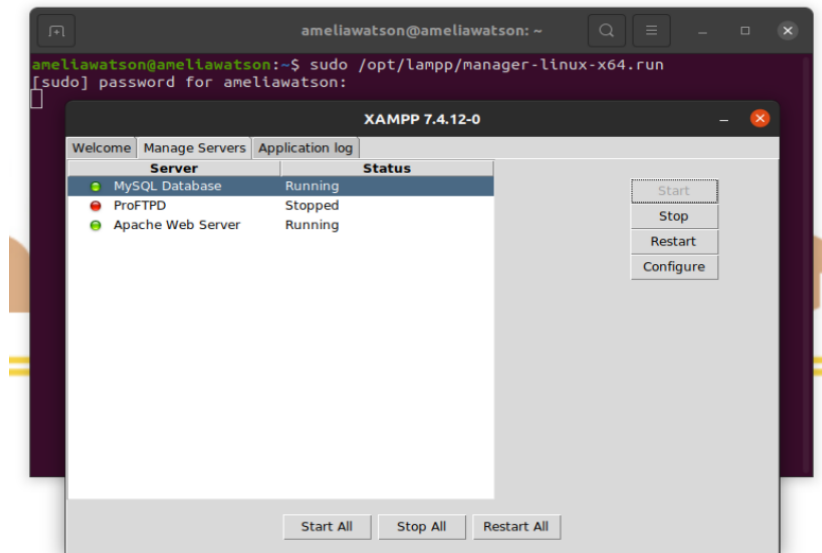 ameliawatson@ameliawatson: ~
ameliawatson@ameliawatson:~$ sudo /opt/lampp/manager-linux-x64.run
[sudo] password for ameliawatson:
XAMPP 7.4.12-0
Welcome Manage Servers Application log
Server Status
MySQL Database Running
ProFTPD Stopped
Apache Web Server Running
Start
Stop
Restart
Configure
Start All Stop All Restart All